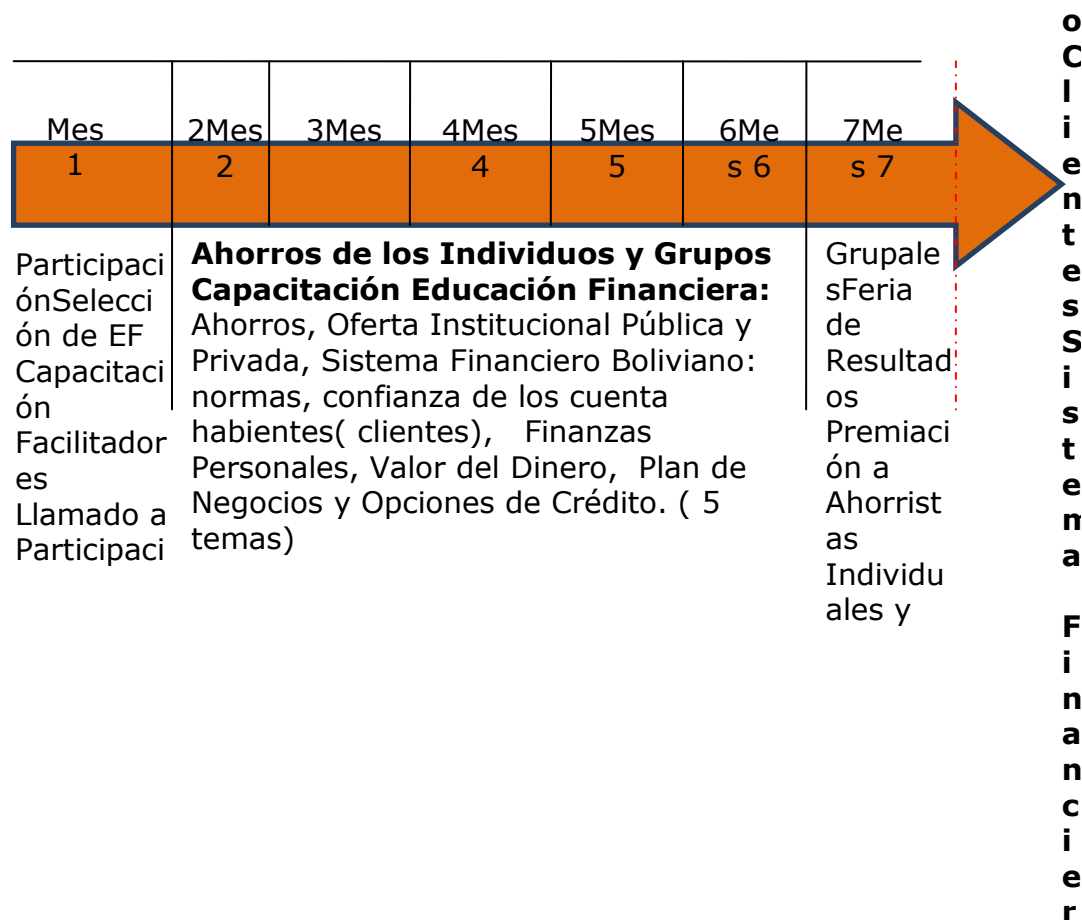 Mes
1
2Mes
2
3Mes
4Mes
4
5Mes
5
6Me
s 6
7Me
s 7
Participaci
ónSelecci
ón de EF
Capacitaci
ón
Facilitador
es
Llamado a
Participaci
Ahorros de los Individuos y Grupos
Capacitación Educación Financiera:
Ahorros, Oferta Institucional Pública y
Privada, Sistema Financiero Boliviano:
normas, confianza de los cuenta
habientes( clientes), Finanzas
Personales, Valor del Dinero, Plan de
Negocios y Opciones de Crédito. ( 5
temas)
Grupale
sFeria
de
Resultad
os
Premiaci
ón a
Ahorrist
as
Individu
ales y
o
C
l
i
e
n
t
e
s
S
i
s
t
e
m
a
F
i
n
a
n
c
i
e
r